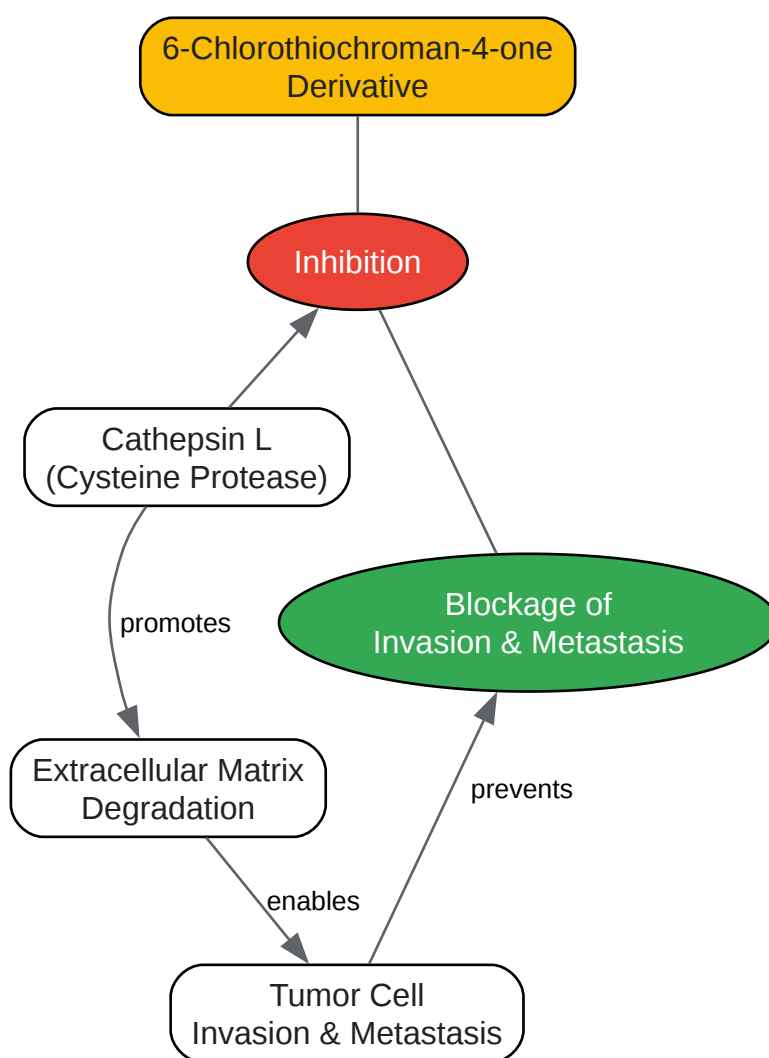 6-Chlorothiochroman-4-one
Derivative
Inhibition
Cathepsin L
(Cysteine Protease)
Blockage of
Invasion & Metastasis
promotes
Extracellular Matrix
Degradation
prevents
enables
Tumor Cell
Invasion & Metastasis